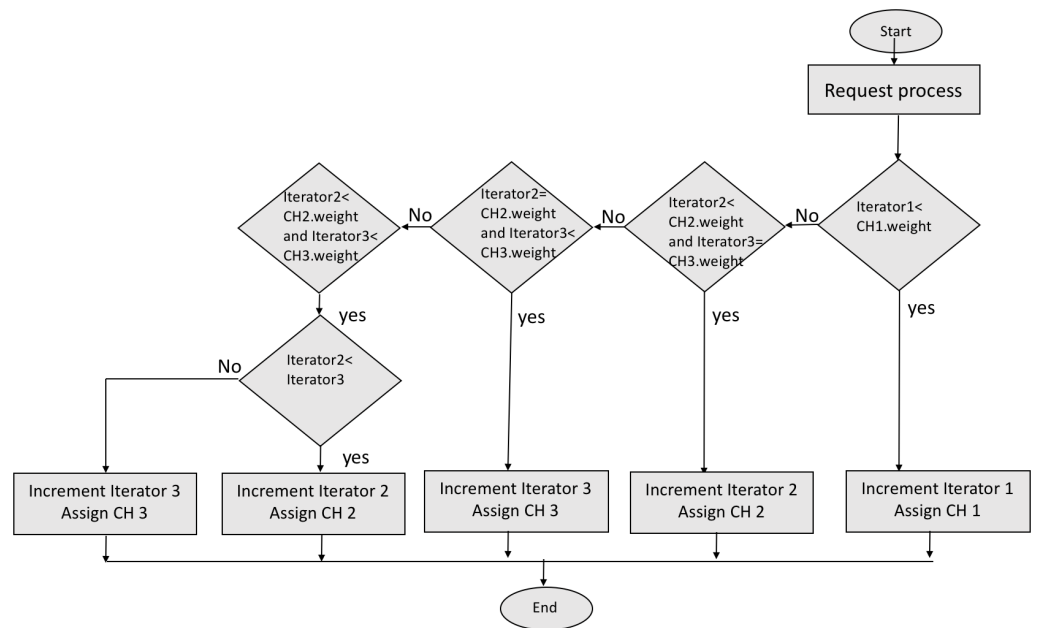 Start
Request process
Iterator2<
CH2.weight
and Iterator3<
CH3.weight
No
Iterator2=
CH2.weight
and Iterator3<
CH3.weight
No
Iterator2<
CH2.weight
and Iterator3=
CH3.weight
No
Iterator1<
CH1.weight
yes
yes
yes
yes
No
Iterator2<
Iterator3
yes
Increment Iterator 3
Assign CH 3
Increment Iterator 2
Assign CH 2
Increment Iterator 3
Assign CH 3
Increment Iterator 2
Assign CH 2
Increment Iterator 1
Assign CH 1
End